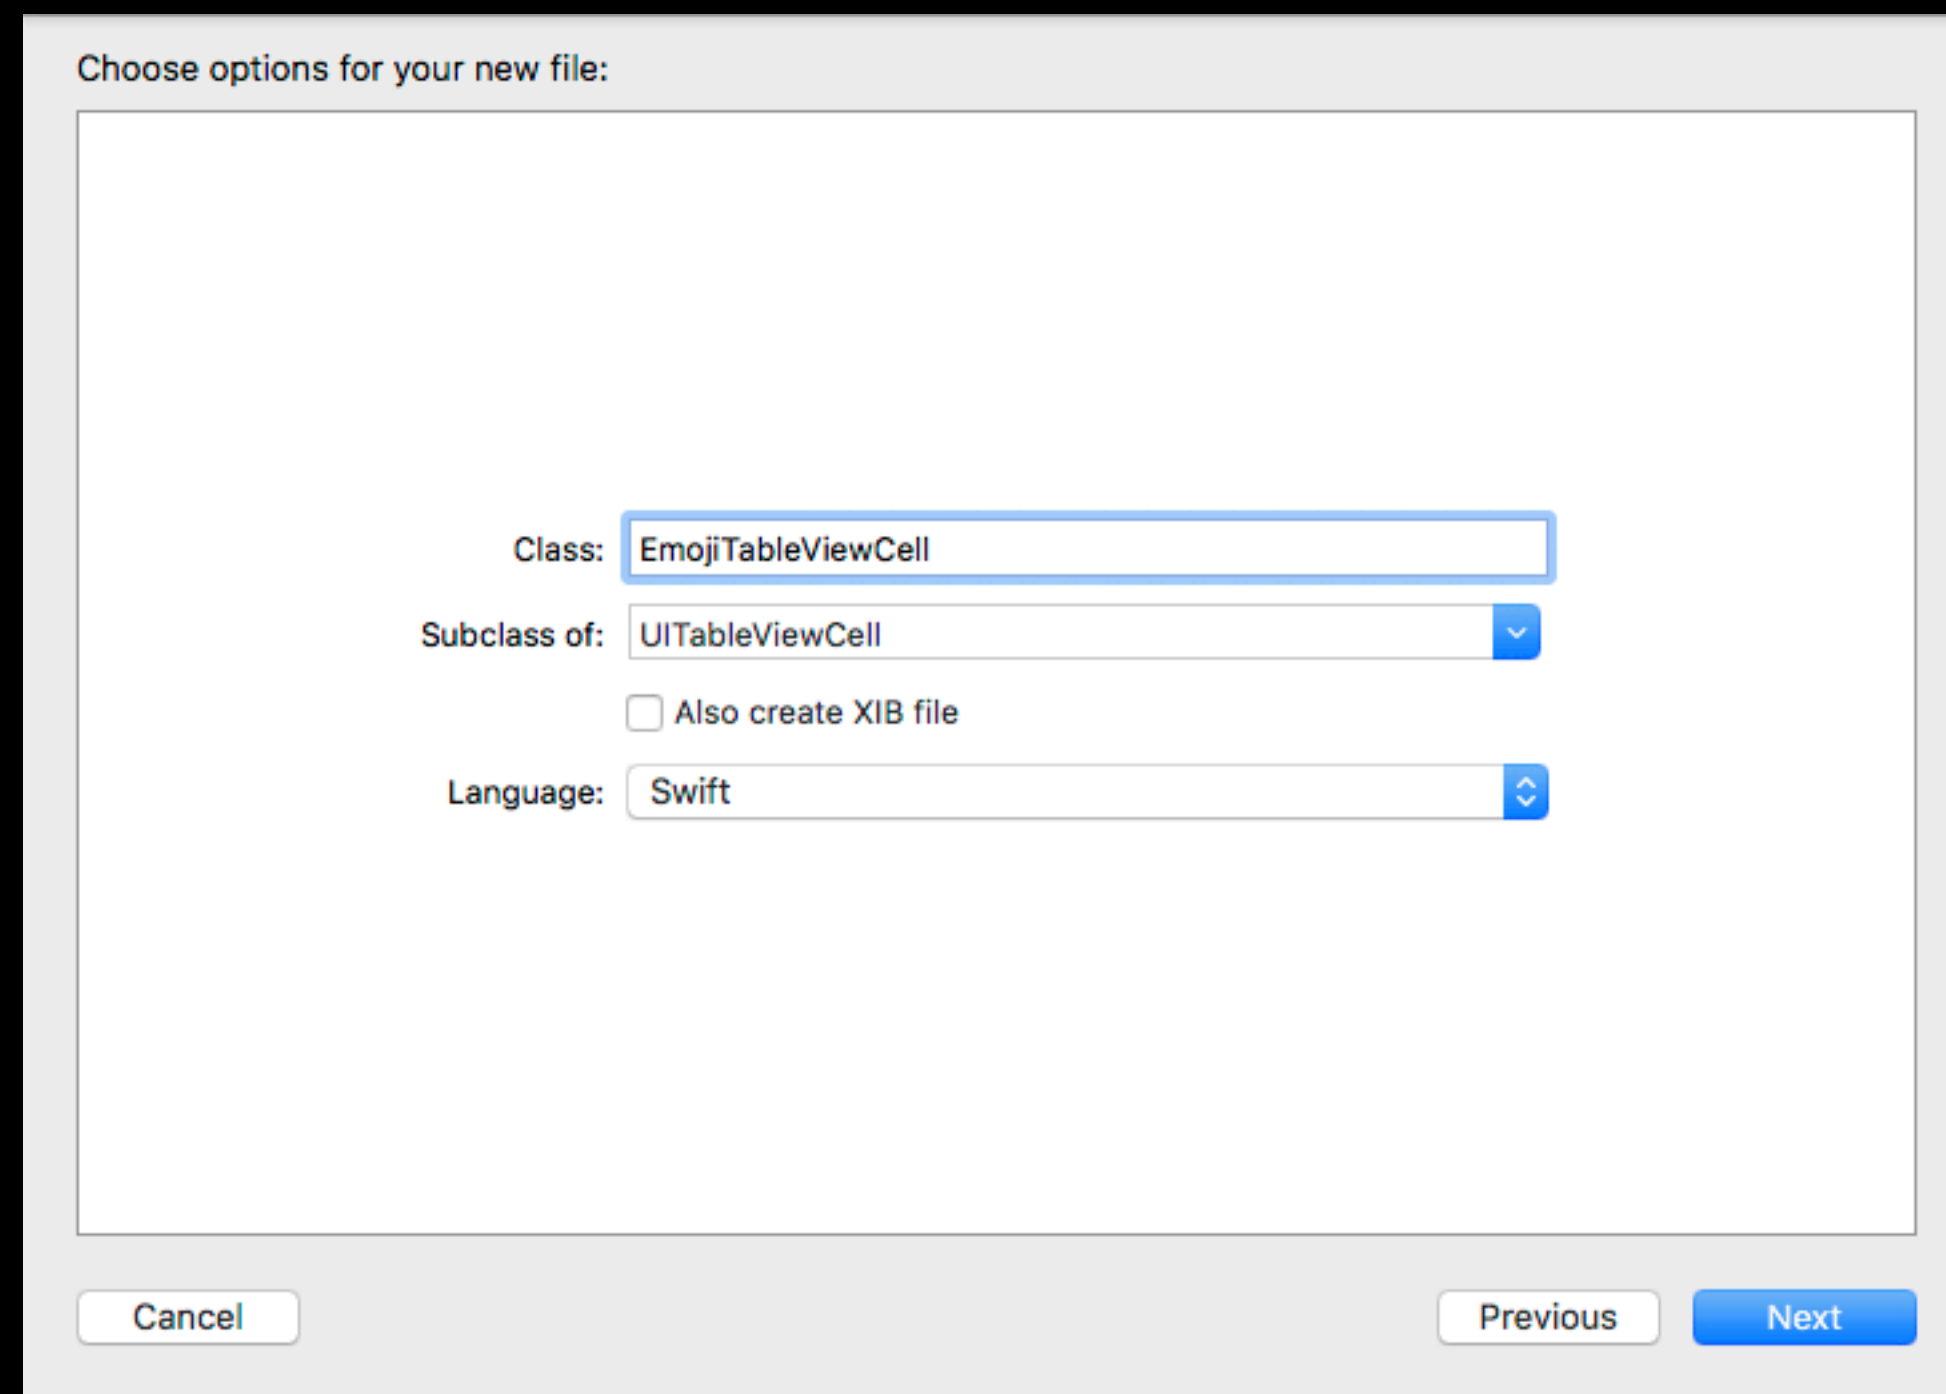 Choose options for your new file:
Class: EmojiTableViewCell
Subclass of: UITableViewCell
Also create XIB file
Language: Swift
Cancel Previous Next